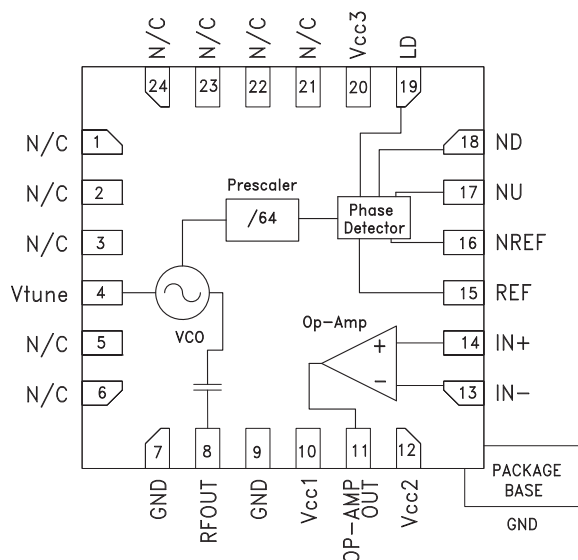 N/C
N/C
N/C
N/C
Vcc3
LD
24
23
22
21
20
19
N/C
1
18
ND
N/C
2
17
NU
N/C
3
16
NREF
Vtune
4
15
REF
N/C
5
14
IN+
N/C
6
13
IN-
Prescaler
/64
Phase
Detector
VCO
Op-Amp
+
−
7
8
9
10
11
12
GND
RFOUT
GND
Vcc1
OP-AMP
OUT
Vcc2
PACKAGE
BASE
GND